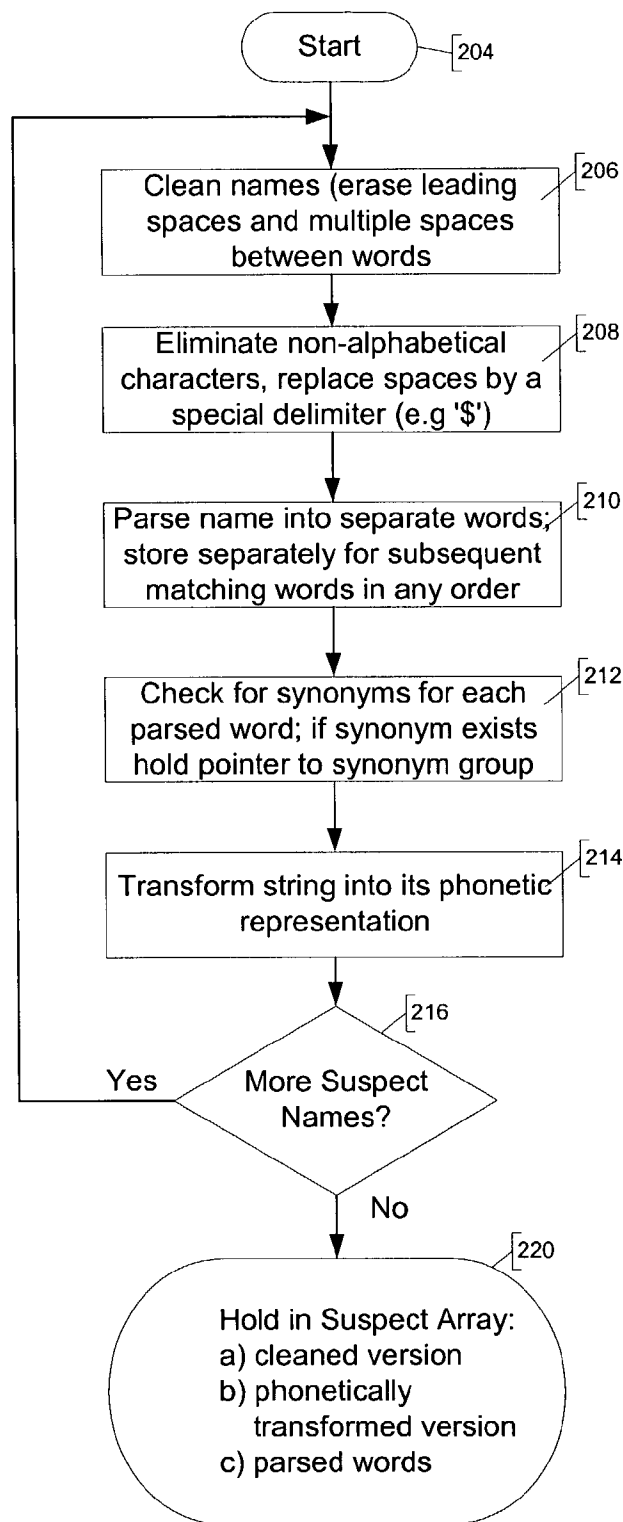 Start
204
206
Clean names (erase leading
spaces and multiple spaces
between words
208
Eliminate non-alphabetical
characters, replace spaces by a
special delimiter (e.g '$')
210
Parse name into separate words;
store separately for subsequent
matching words in any order
212
Check for synonyms for each
parsed word; if synonym exists
hold pointer to synonym group
214
Transform string into its phonetic
representation
216
More Suspect
Names?
Yes
No
220
Hold in Suspect Array:
a) cleaned version
b) phonetically
transformed version
c) parsed words